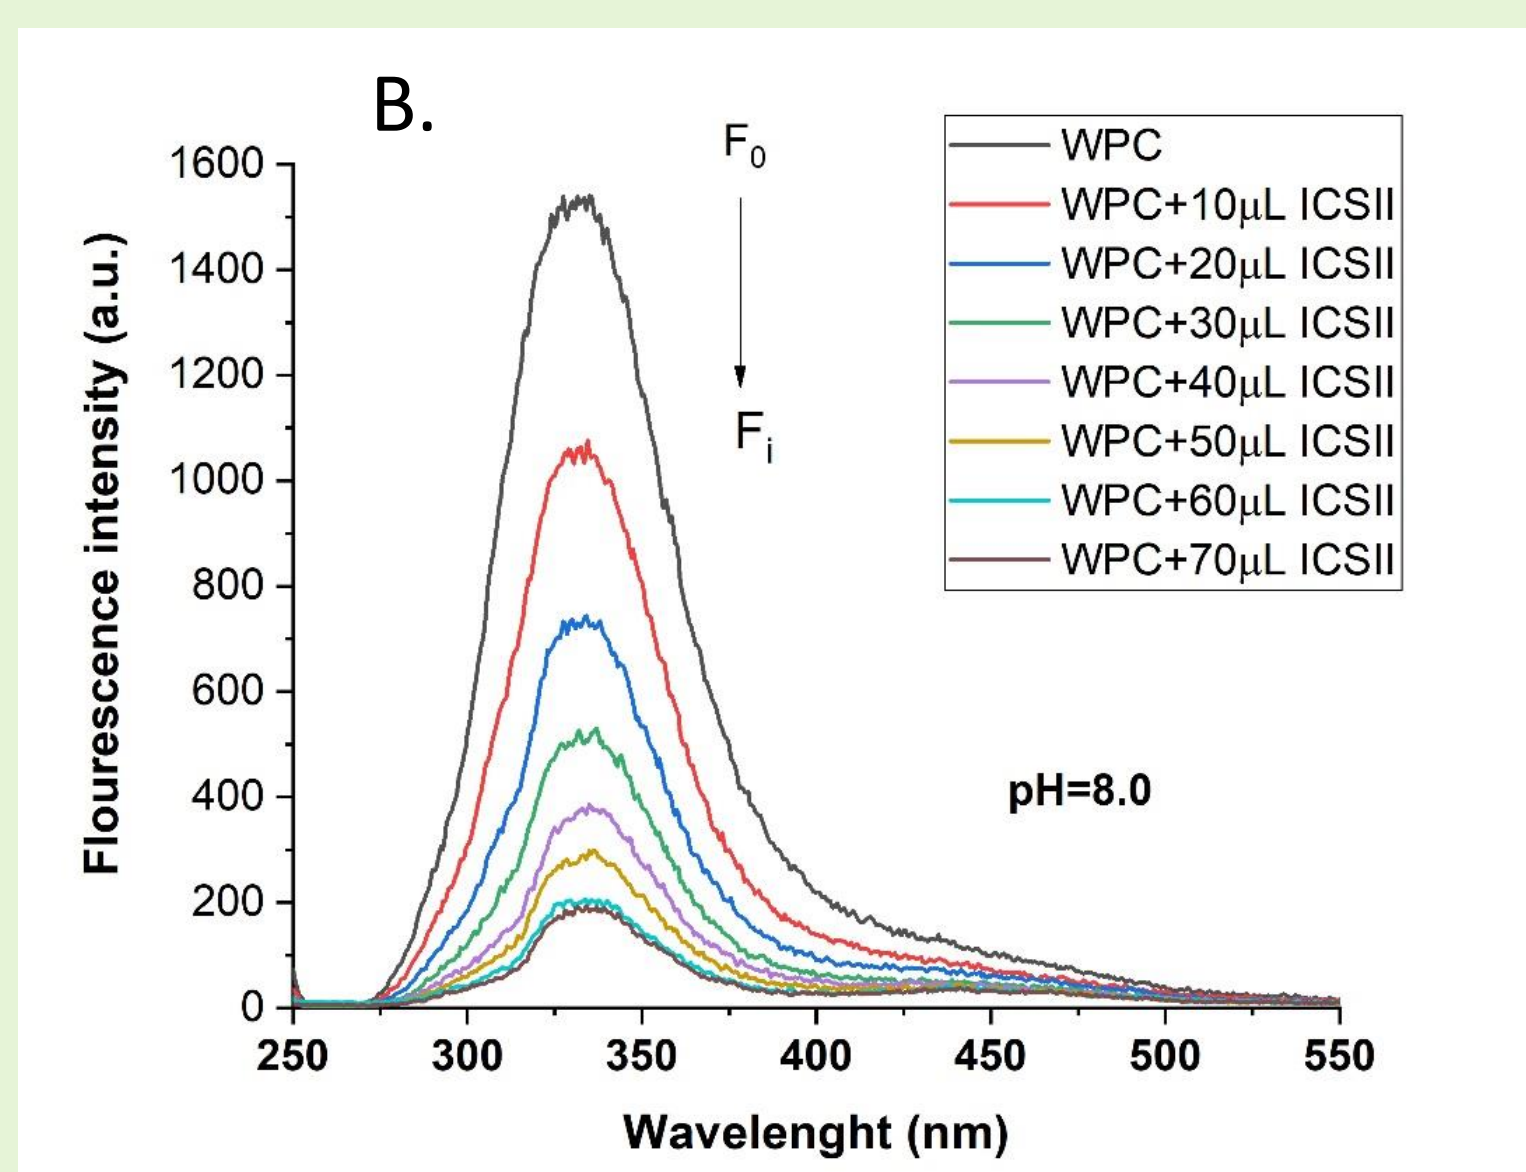 B.
F0
Fi
WPC
WPC+10μL ICSII
WPC+20μL ICSII
WPC+30μL ICSII
WPC+40μL ICSII
WPC+50μL ICSII
WPC+60μL ICSII
WPC+70μL ICSII
pH=8.0
Flourescence intensity (a.u.)
1600
1400
1200
1000
800
600
400
200
0
250 300 350 400 450 500 550
Wavelenght (nm)